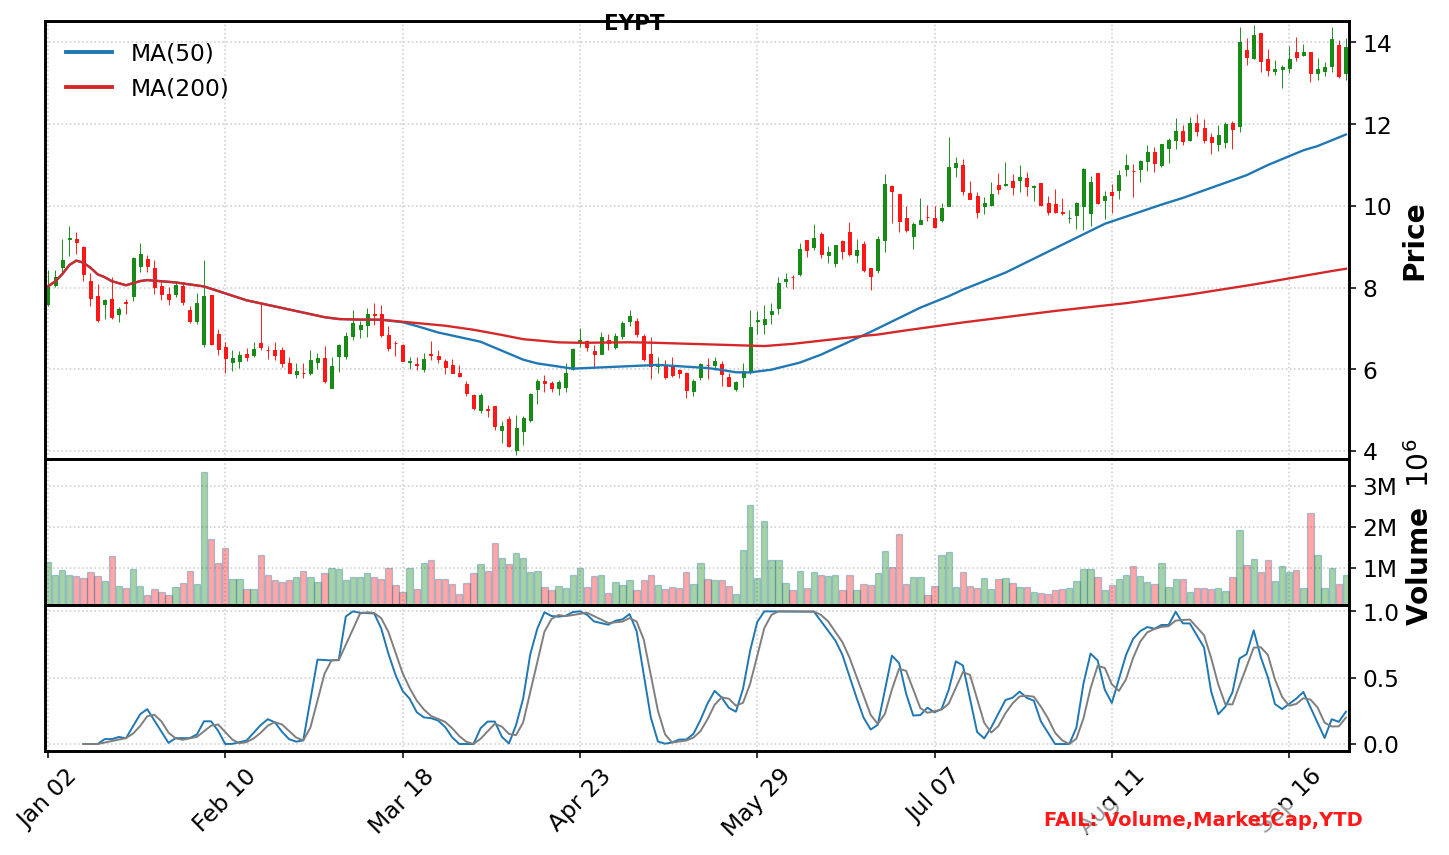 EYPT
MA(50)
MA(200)
14
12
10
8
6
4
Price
10^6
3M
2M
1M
Volume
1.0
0.5
0.0
Jan 02
Feb 10
Mar 18
Apr 23
May 29
Jul 07
Aug 11
Sep 16
FAIL: Volume,MarketCap,YTD